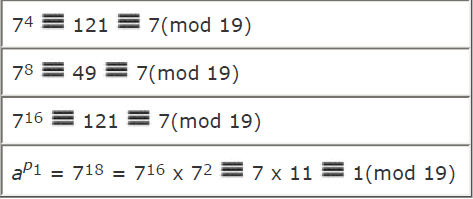 7⁴ ≡ 121 ≡ 7(mod 19)
7⁸ ≡ 49 ≡ 7(mod 19)
7¹⁶ ≡ 121 ≡ 7(mod 19)
aᵖ¹ = 7¹⁸ = 7¹⁶ x 7² ≡ 7 x 11 ≡ 1(mod 19)